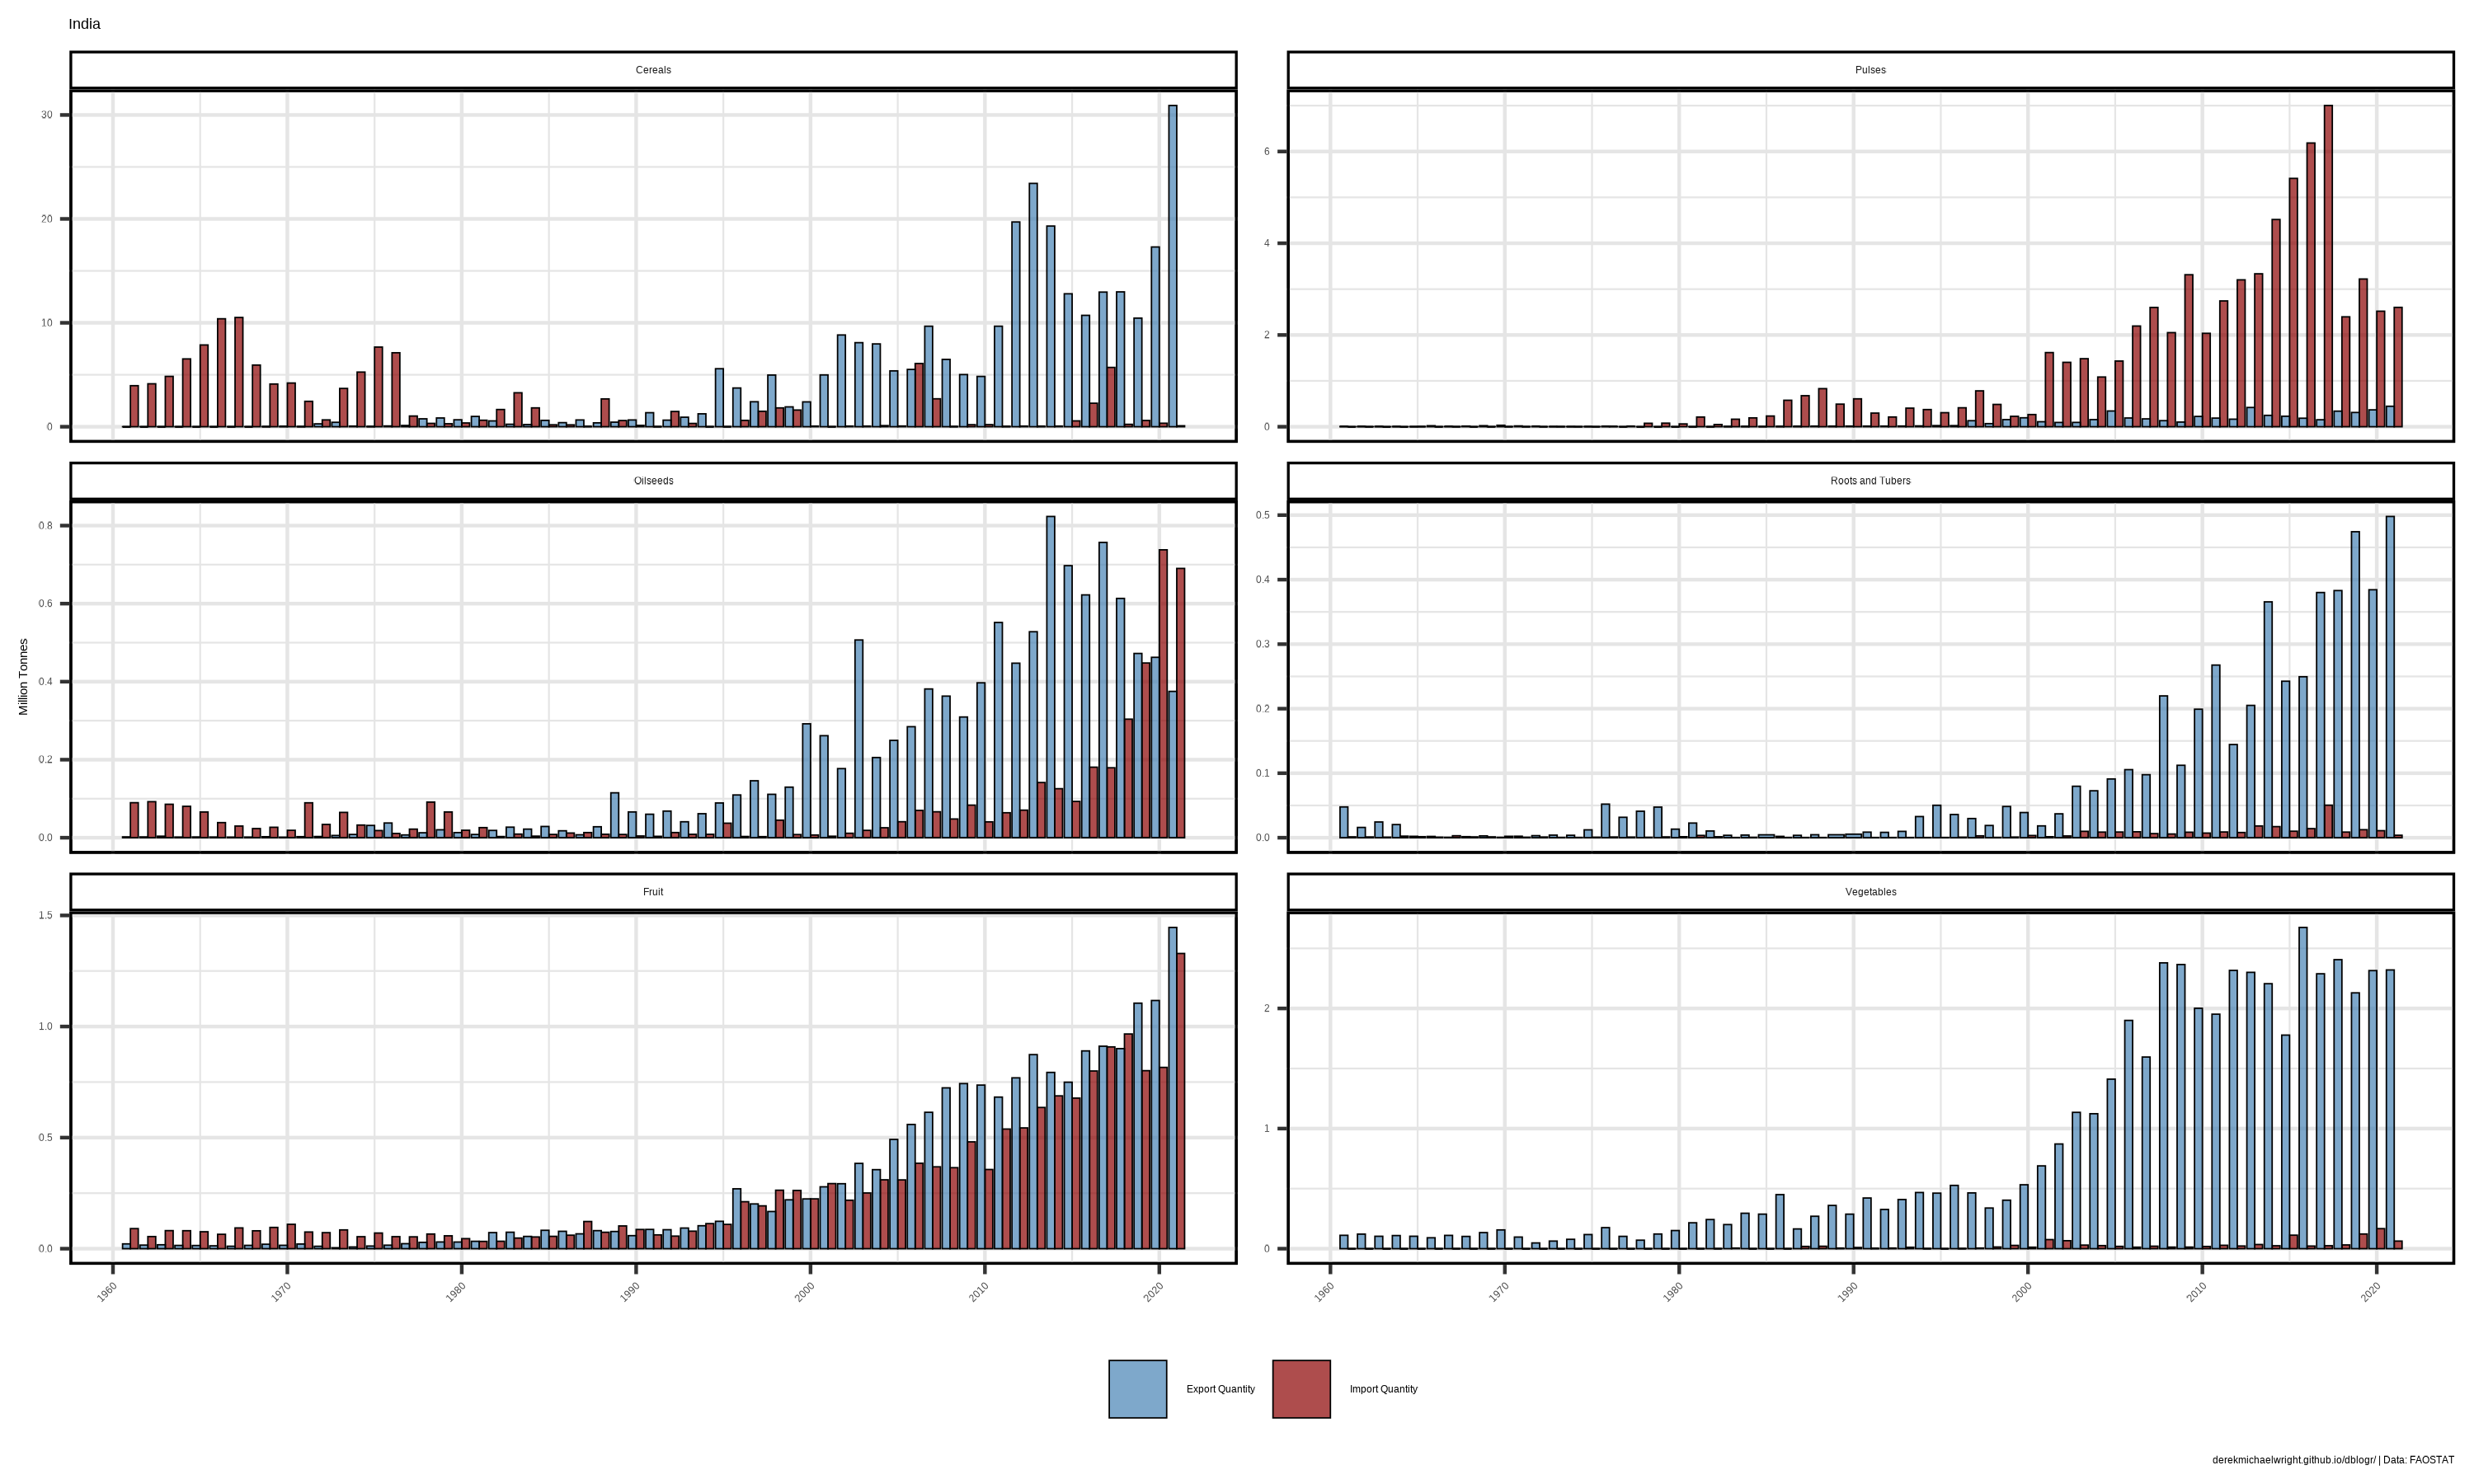 India
Cereals
Pulses
30
20
10
0
6
4
2
0
Oilseeds
Roots and Tubers
Million Tonnes
0.8
0.6
0.4
0.2
0.0
0.5
0.4
0.3
0.2
0.1
0.0
Fruit
Vegetables
1.5
1.0
0.5
0.0
2
1
0
1960 1970 1980 1990 2000 2010 2020
1960 1970 1980 1990 2000 2010 2020
Export Quantity Import Quantity
derekmichaelwright.github.io/dblogr/ | Data: FAOSTAT